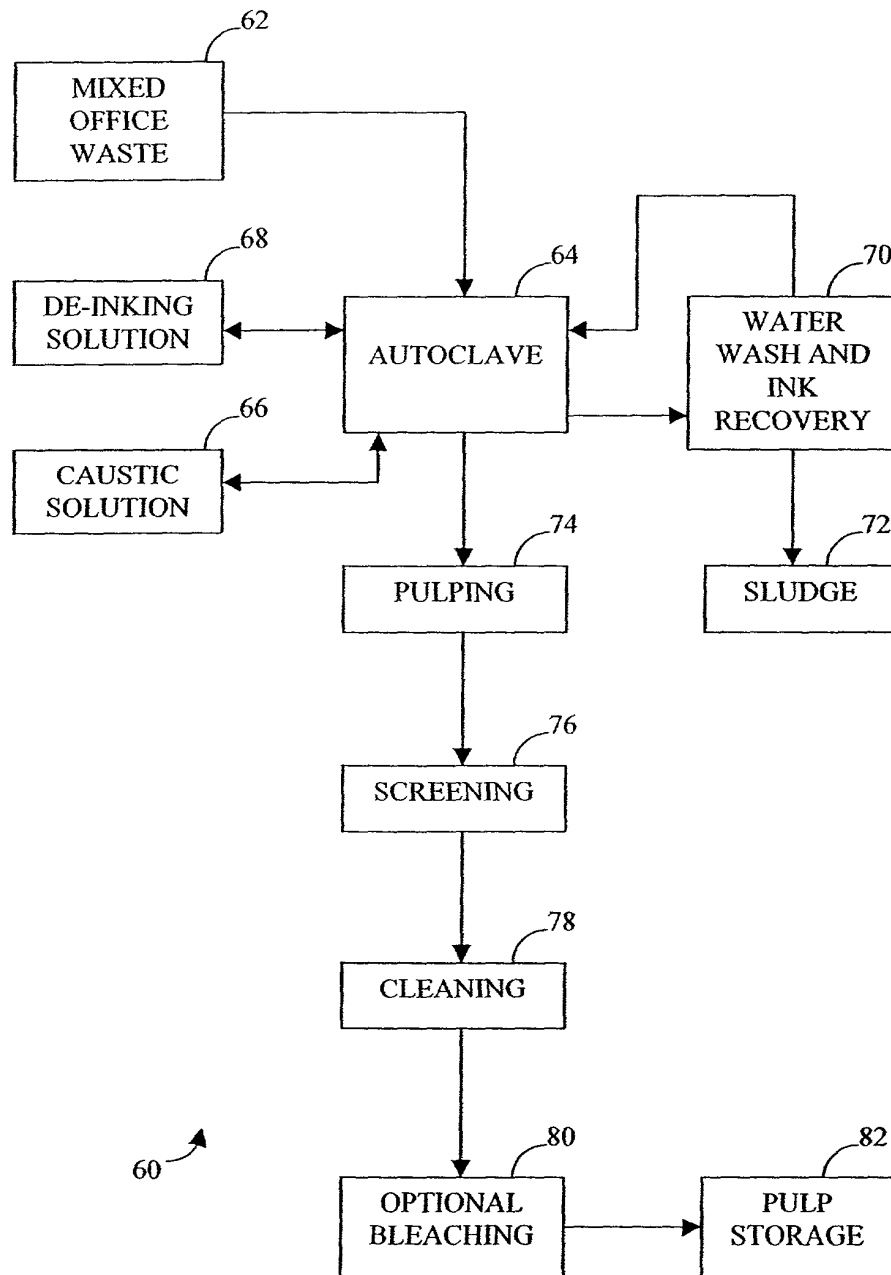 62
MIXED
OFFICE
WASTE
68
DE-INKING
SOLUTION
64
AUTOCLAVE
70
WATER
WASH AND
INK
RECOVERY
66
CAUSTIC
SOLUTION
74
PULPING
72
SLUDGE
76
SCREENING
78
CLEANING
60
80
OPTIONAL
BLEACHING
82
PULP
STORAGE